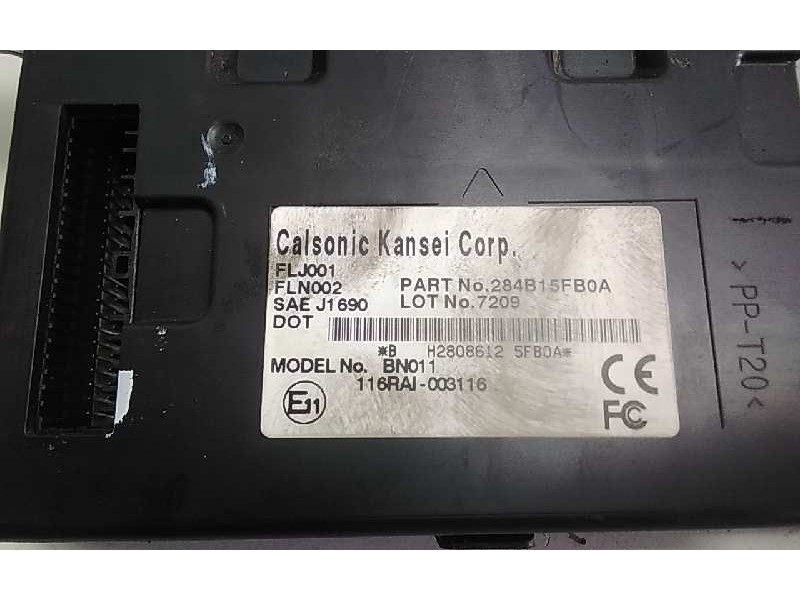 Calsonic Kansei Corp.
FLJ001
FLN002 PART No.284B15FB0A
SAE J1690 LOT No.7209
DOT
*B H2808612 5FB0A*
MODEL No. BN011
116RAI-003116
E11
CE
FC
>PP-T20<